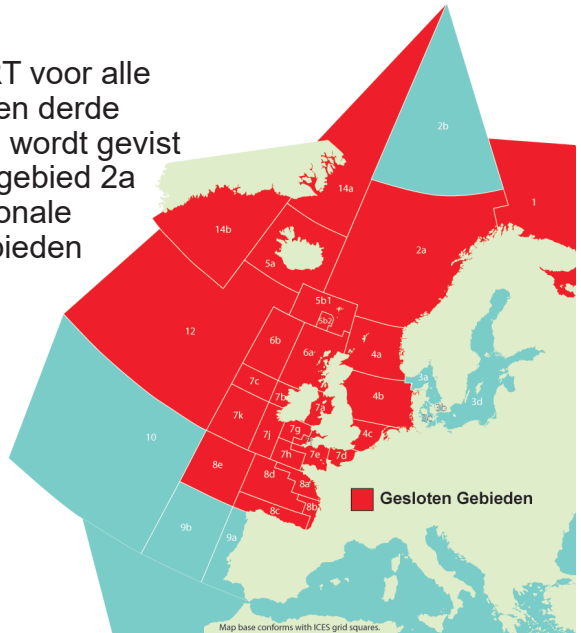 RT voor alle
en derde
wordt gevist
gebied 2a
onale
bieden
2b
1
14a
14b
2a
5a
5b1
5b2
12
6b
6a
4a
7c
7b
7a
4b
3a
3b
3c
3d
7k
7j
7g
4c
10
7h
7e
7d
8e
8d
8a
8b
8c
9b
9a
Gesloten Gebieden
Map base conforms with ICES grid squares.